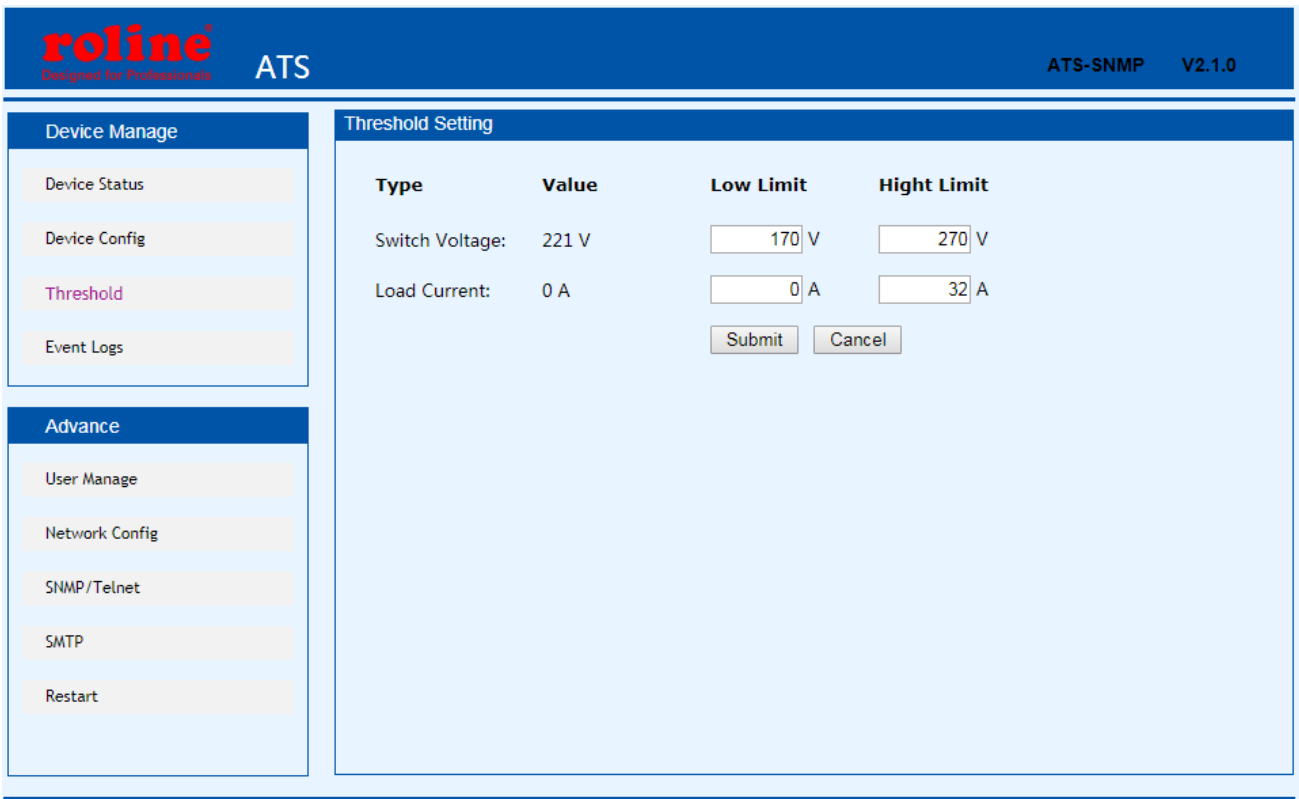 roline®
Designed for Professionals
ATS
ATS-SNMP V2.1.0
Device Manage
Device Status
Device Config
Threshold
Event Logs
Advance
User Manage
Network Config
SNMP/Telnet
SMTP
Restart
Threshold Setting
Type Value Low Limit Hight Limit
Switch Voltage: 221 V 170 V 270 V
Load Current: 0 A 0 A 32 A
Submit Cancel